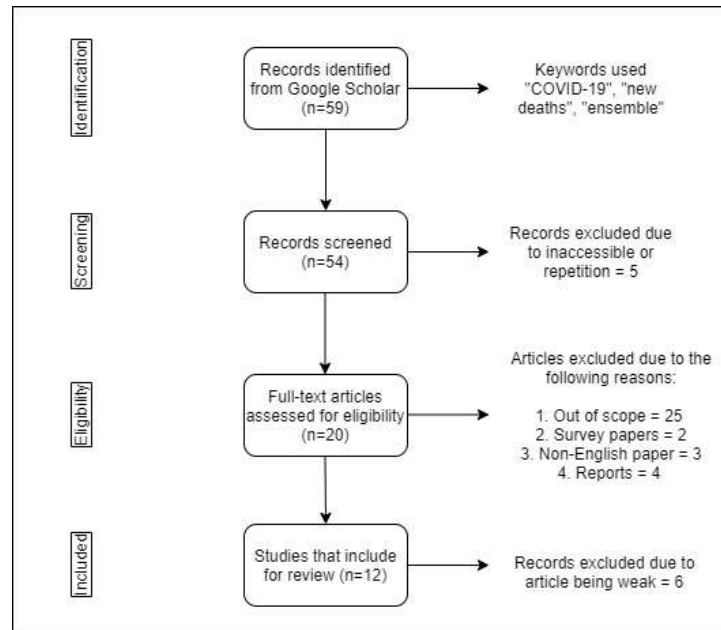 Identiification
Records identified
from Google Scholar
(n=59)
Keywords used
"COVID-19", "new
deaths", "ensemble"
Screening
Records screened
(n=54)
Records excluded due
to inaccessible or
repetition = 5
Eligibility
Full-text articles
assessed for eligibility
(n=20)
Articles excluded due to the
following reasons:
1. Out of scope = 25
2. Survey papers = 2
3. Non-English paper = 3
4. Reports = 4
Included
Studies that include
for review (n=12)
Records excluded due to
article being weak = 6